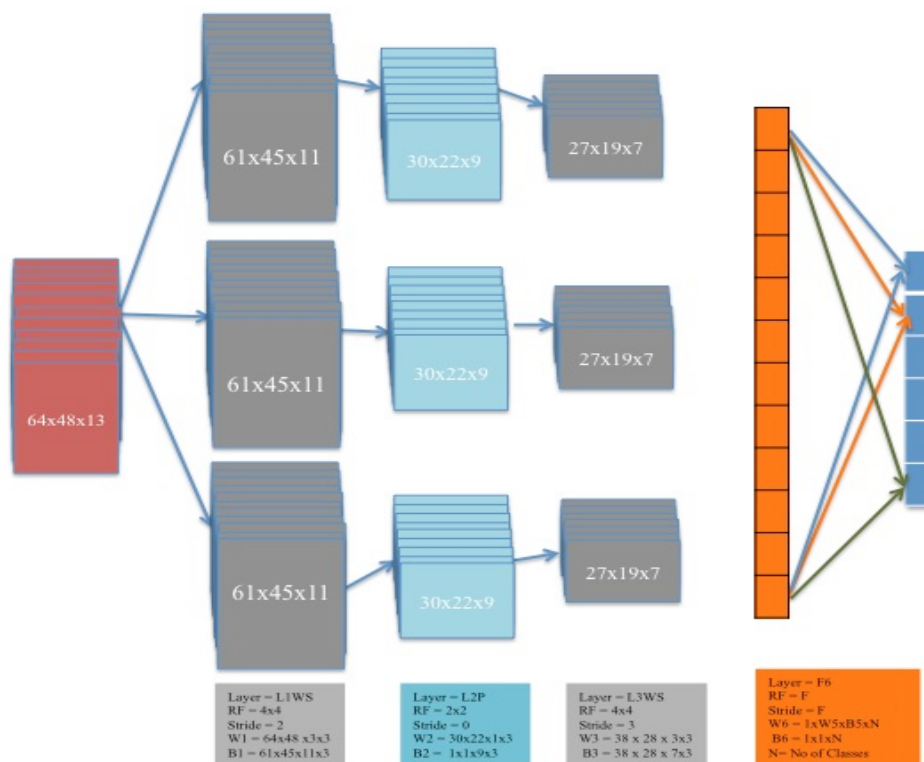 61x45x11
30x22x9
27x19x7
61x45x11
30x22x9
27x19x7
64x48x13
61x45x11
30x22x9
27x19x7
Layer = L1WS
RF = 4x4
Stride = 2
W1 = 64x48 x3x3
B1 = 61x45x11x3
Layer = L2P
RF = 2x2
Stride = 0
W2 = 30x22x1x3
B2 =  1x1x9x3
Layer = L3WS
RF = 4x4
Stride = 3
W3 = 38 x 28 x 3x3
B3 = 38 x 28 x 7x3
Layer = F6
RF = F
Stride = F
W6 = 1xW5xB5xN
B6 = 1x1xN
N= No of Classes